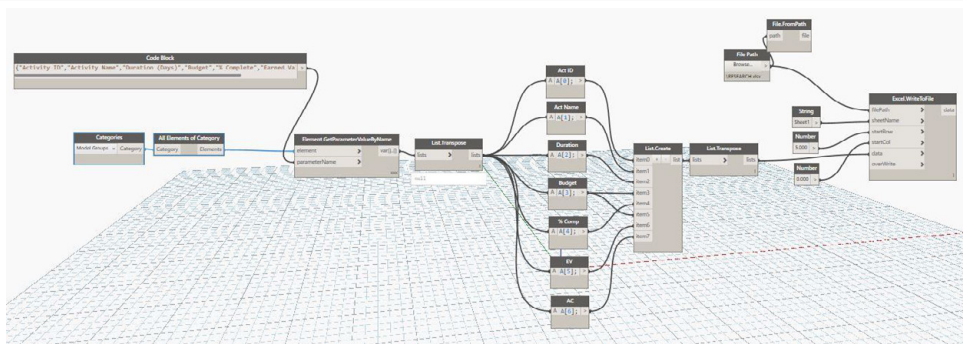 Code Block
{"Activity ID","Activity Name","Duration (Days)","Budget","% Complete","Earned Va
Categories
Model Groups
Category
All Elements of Category
Category
Elements
Element.GetParameterValueByName
element
var[]..[]
parameterName
List.Transpose
lists
lists
null
Act ID
A A[0]; >
Act Name
A A[1]; >
Duration
A A[2]; >
Budget
A A[3]; >
% Comp
A A[4]; >
EV
A A[5]; >
AC
A A[6]; >
List.Create
item0 + - list
item1
item2
item3
item4
item5
item6
item7
List.Transpose
lists
lists
File.FromPath
path
file
File Path
Browse...
String
Sheet1
Number
Number
0.000
Excel.WriteToFile
filePath
data
sheetName
startRow
startCol
data
overWrite